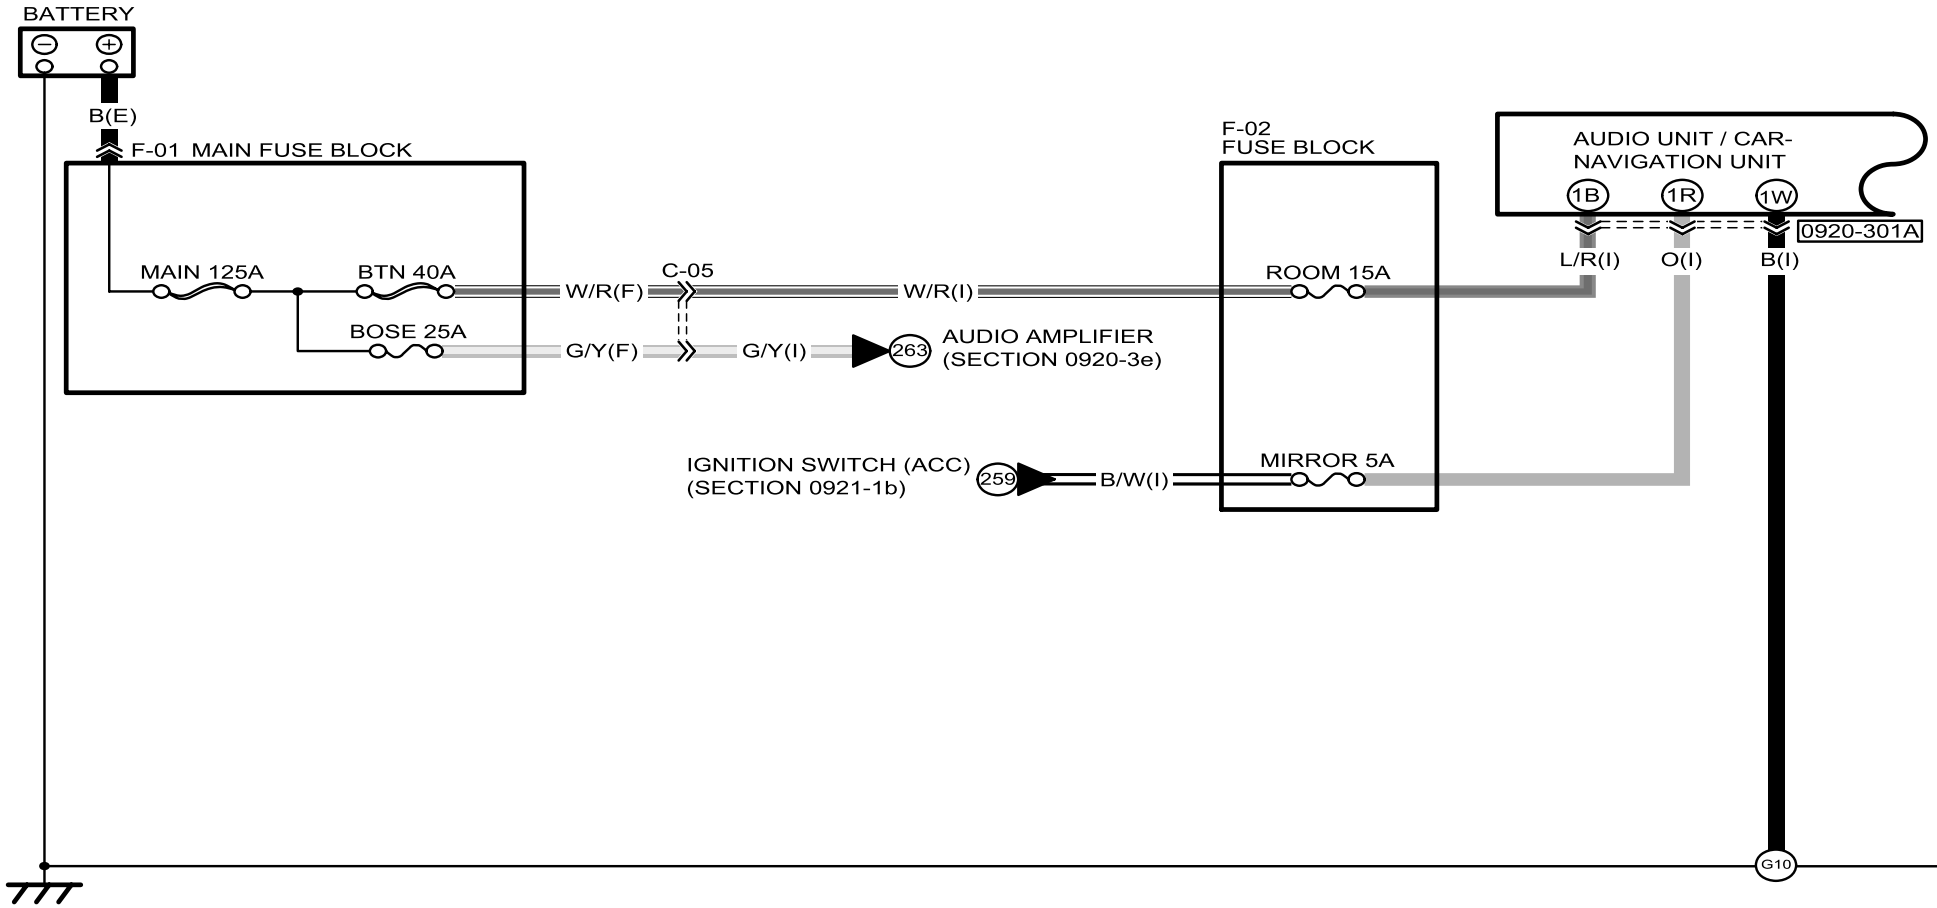 BATTERY
− +
B(E)
F-01 MAIN FUSE BLOCK
MAIN 125A
BTN 40A
BOSE 25A
W/R(F)
C-05
W/R(I)
G/Y(F)
G/Y(I)
263
AUDIO AMPLIFIER
(SECTION 0920-3e)
IGNITION SWITCH (ACC)
(SECTION 0921-1b)
259
B/W(I)
F-02
FUSE BLOCK
ROOM 15A
MIRROR 5A
AUDIO UNIT / CAR-
NAVIGATION UNIT
1B 1R 1W
0920-301A
L/R(I) O(I) B(I)
G10